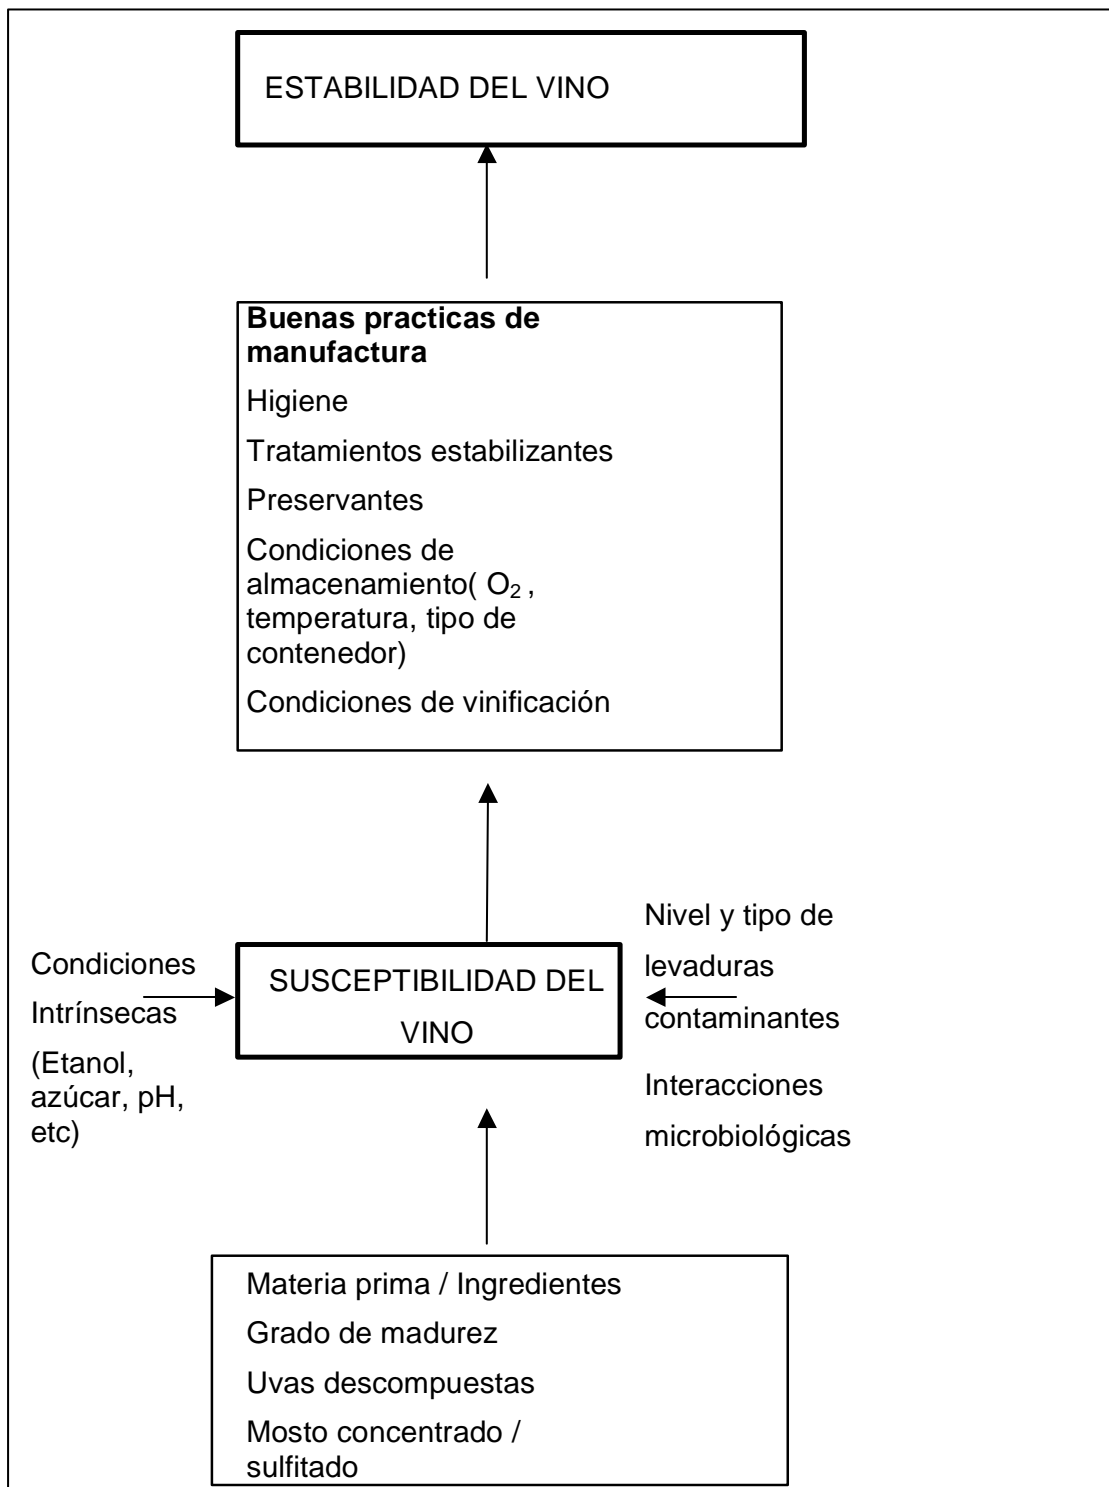 ESTABILIDAD DEL VINO
Buenas practicas de
manufactura
Higiene
Tratamientos estabilizantes
Preservantes
Condiciones de
almacenamiento( O₂ ,
temperatura, tipo de
contenedor)
Condiciones de vinificación
Condiciones
Intrínsecas
(Etanol,
azúcar, pH,
etc)
SUSCEPTIBILIDAD DEL
VINO
Nivel y tipo de
levaduras
contaminantes
Interacciones
microbiológicas
Materia prima / Ingredientes
Grado de madurez
Uvas descompuestas
Mosto concentrado /
sulfitado